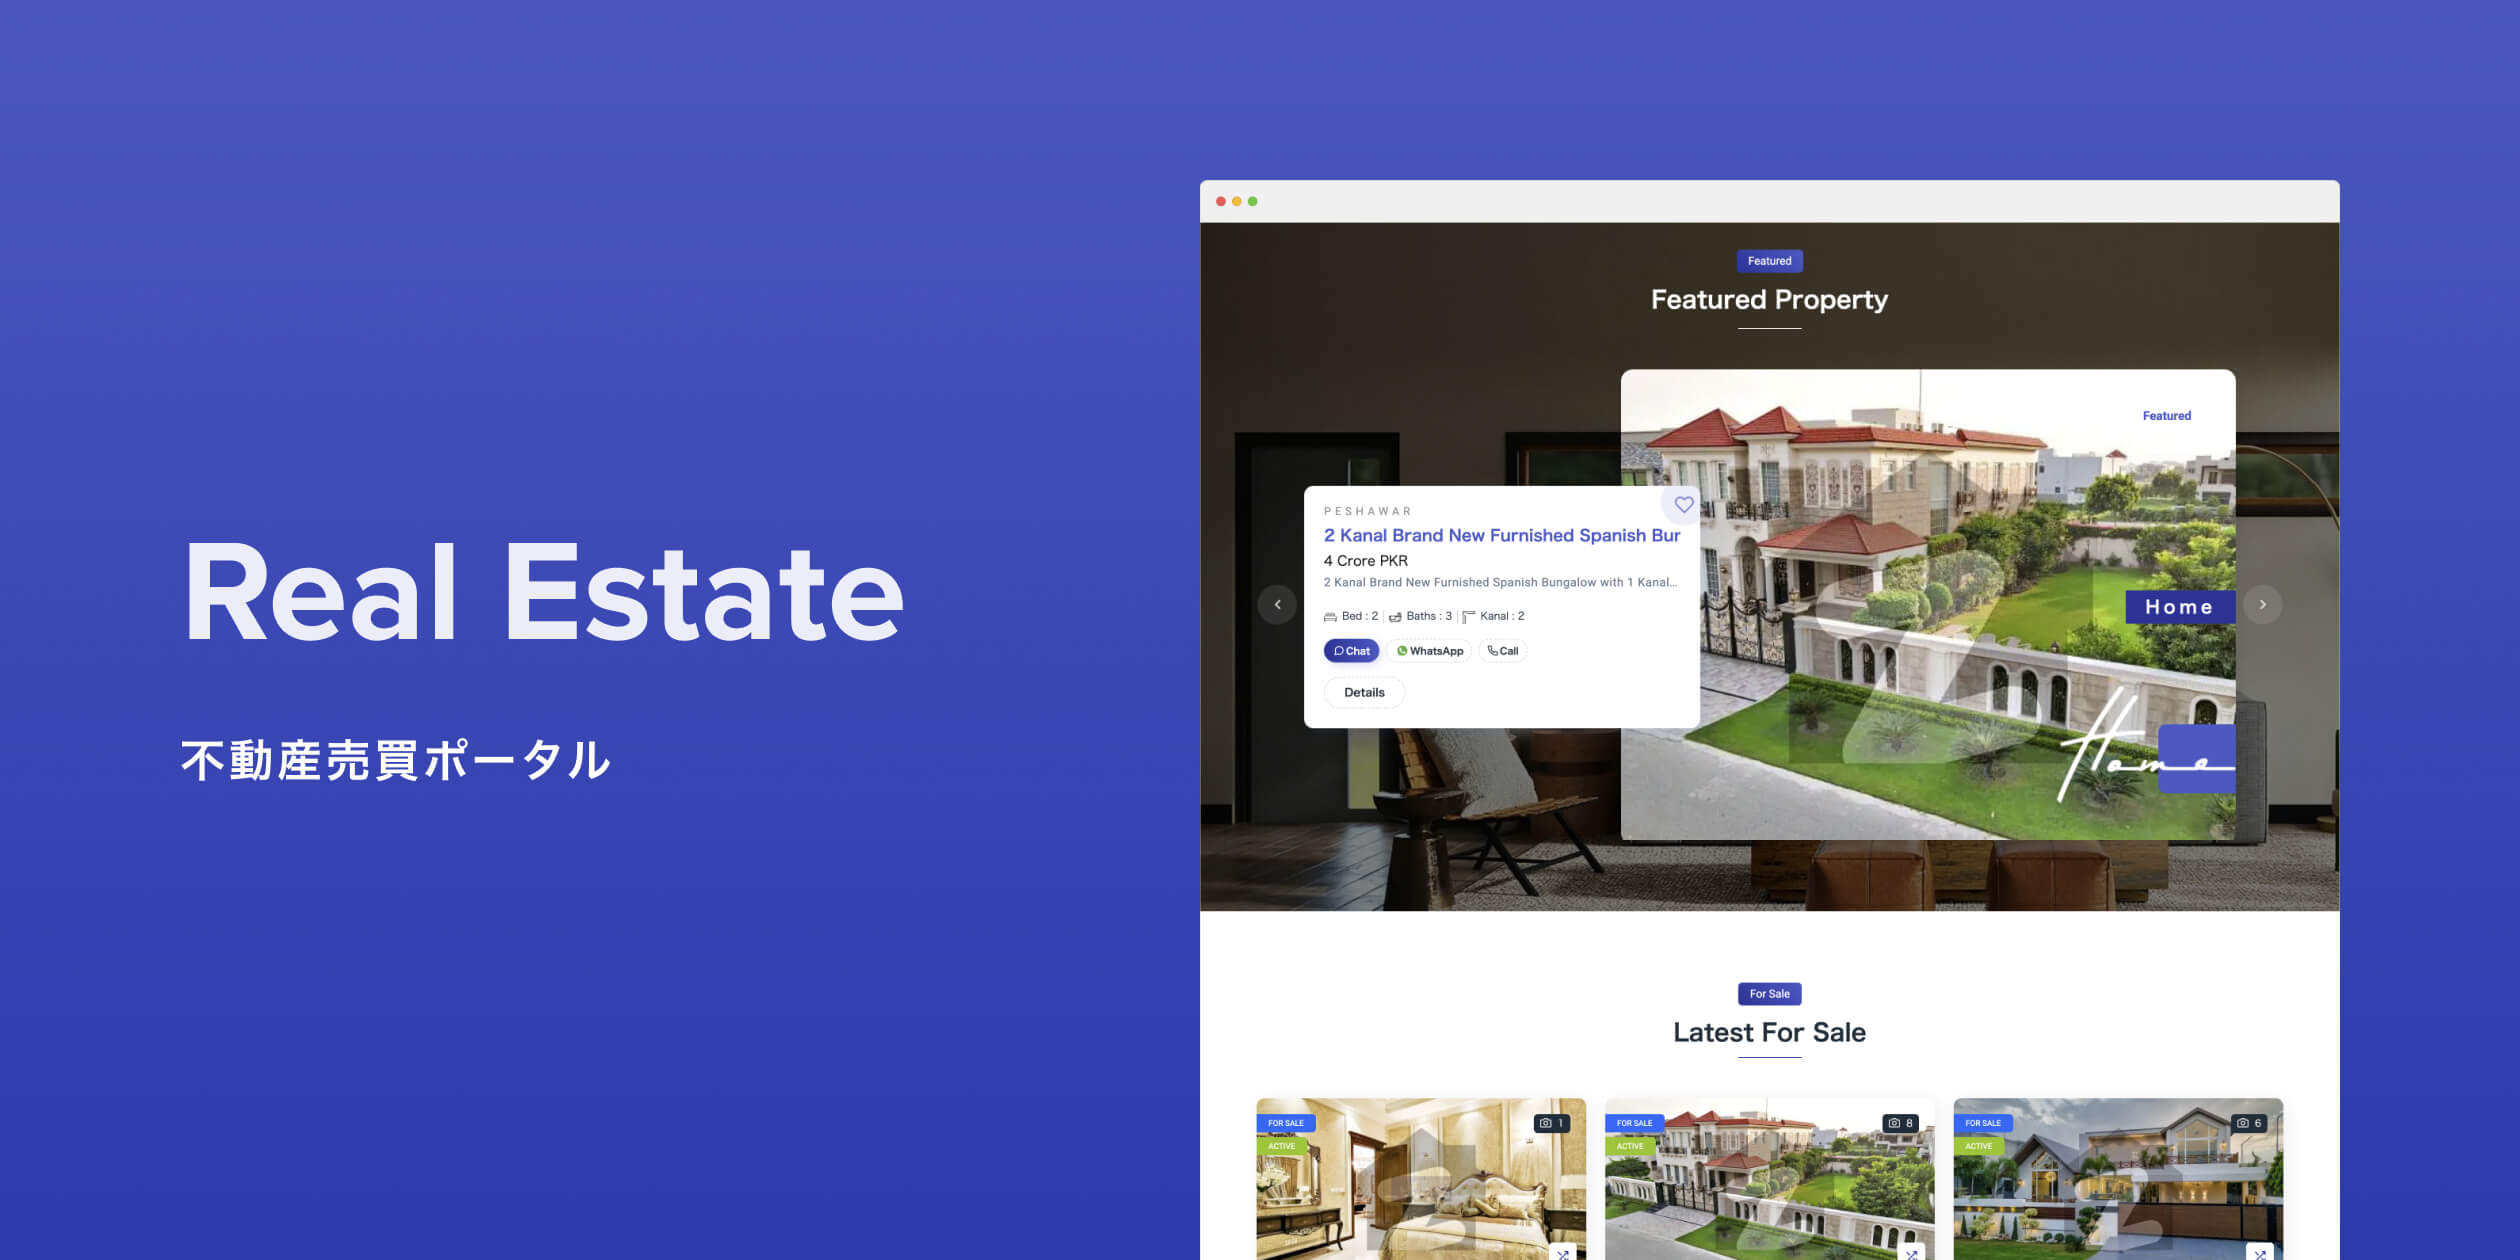 Real Estate
不動産売買ポータル
Featured
Featured Property
Featured
PESHAWAR
2 Kanal Brand New Furnished Spanish Bur
4 Crore PKR
2 Kanal Brand New Furnished Spanish Bungalow with 1 Kanal...
Bed : 2 | Baths : 3 | Kanal : 2
Chat WhatsApp Call
Details
Home
Home
For Sale
Latest For Sale
FOR SALE
ACTIVE
1
FOR SALE
ACTIVE
8
FOR SALE
ACTIVE
6